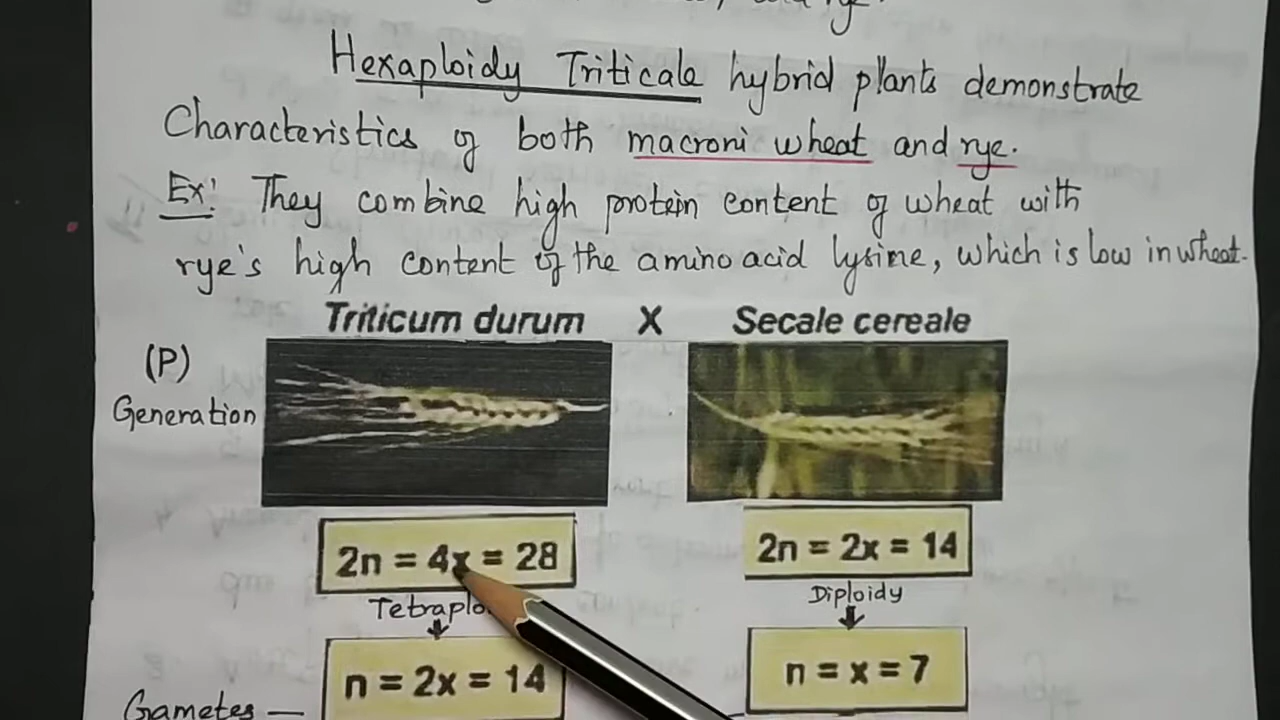 and rye.
Hexaploidy Triticale hybrid plants demonstrate
Characteristics of both macroni wheat and rye.
Ex: They combine high protein content of wheat with
rye's high content of the amino acid lysine, which is low in wheat.
Triticum durum X Secale cereale
(P)
Generation
2n = 4x = 28
2n = 2x = 14
Diploidy
n = 2x = 14
n = x = 7
Gametes —